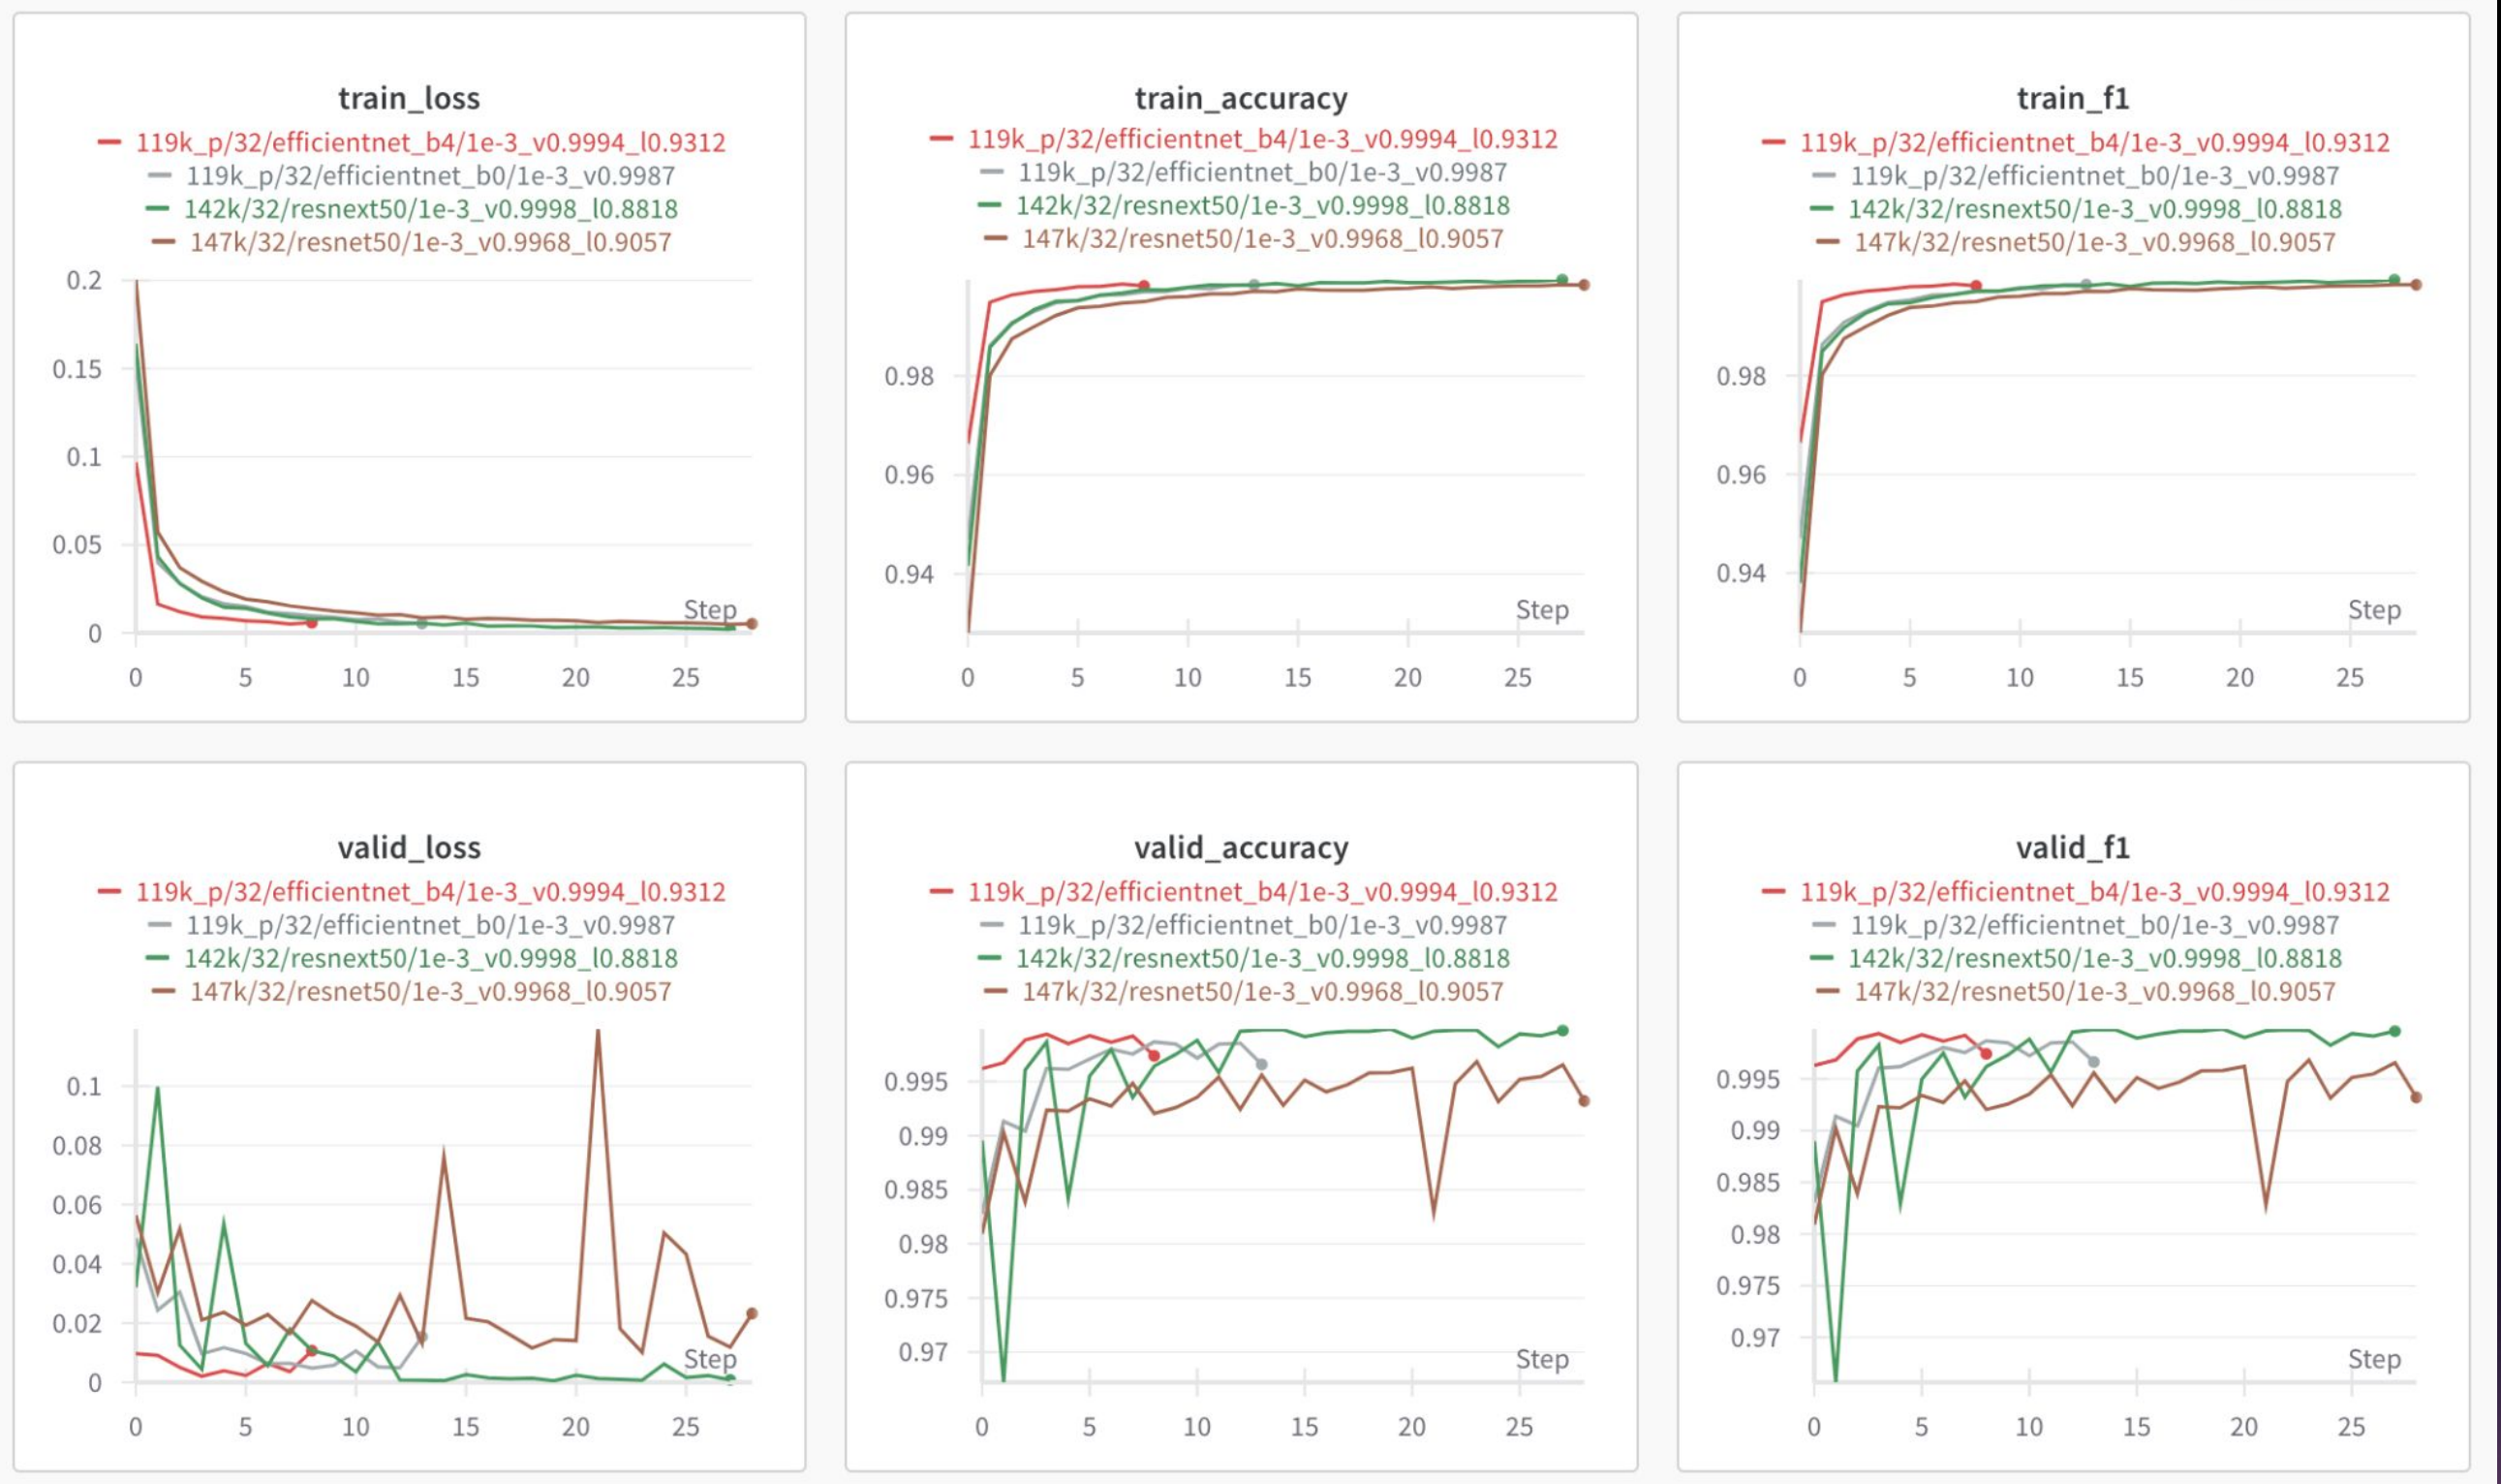 train_loss
119k_p/32/efficientnet_b4/1e-3_v0.9994_l0.9312
119k_p/32/efficientnet_b0/1e-3_v0.9987
142k/32/resnext50/1e-3_v0.9998_l0.8818
147k/32/resnet50/1e-3_v0.9968_l0.9057
0.2
0.15
0.1
0.05
0
Step
0 5 10 15 20 25
train_accuracy
119k_p/32/efficientnet_b4/1e-3_v0.9994_l0.9312
119k_p/32/efficientnet_b0/1e-3_v0.9987
142k/32/resnext50/1e-3_v0.9998_l0.8818
147k/32/resnet50/1e-3_v0.9968_l0.9057
0.98
0.96
0.94
Step
0 5 10 15 20 25
train_f1
119k_p/32/efficientnet_b4/1e-3_v0.9994_l0.9312
119k_p/32/efficientnet_b0/1e-3_v0.9987
142k/32/resnext50/1e-3_v0.9998_l0.8818
147k/32/resnet50/1e-3_v0.9968_l0.9057
0.98
0.96
0.94
Step
0 5 10 15 20 25
valid_loss
119k_p/32/efficientnet_b4/1e-3_v0.9994_l0.9312
119k_p/32/efficientnet_b0/1e-3_v0.9987
142k/32/resnext50/1e-3_v0.9998_l0.8818
147k/32/resnet50/1e-3_v0.9968_l0.9057
0.1
0.08
0.06
0.04
0.02
0
Step
0 5 10 15 20 25
valid_accuracy
119k_p/32/efficientnet_b4/1e-3_v0.9994_l0.9312
119k_p/32/efficientnet_b0/1e-3_v0.9987
142k/32/resnext50/1e-3_v0.9998_l0.8818
147k/32/resnet50/1e-3_v0.9968_l0.9057
0.995
0.99
0.985
0.98
0.975
0.97
Step
0 5 10 15 20 25
valid_f1
119k_p/32/efficientnet_b4/1e-3_v0.9994_l0.9312
119k_p/32/efficientnet_b0/1e-3_v0.9987
142k/32/resnext50/1e-3_v0.9998_l0.8818
147k/32/resnet50/1e-3_v0.9968_l0.9057
0.995
0.99
0.985
0.98
0.975
0.97
Step
0 5 10 15 20 25